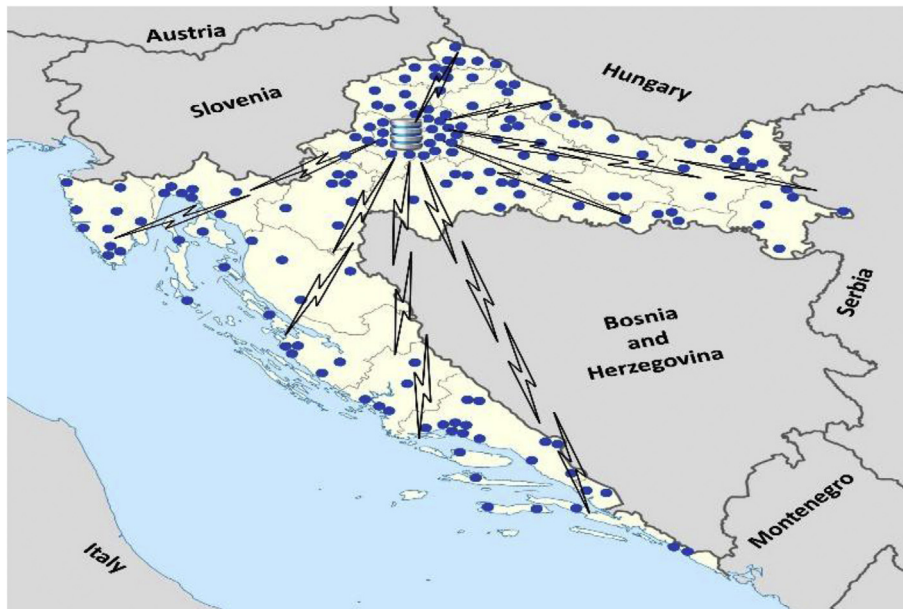 Austria
Slovenia
Hungary
Serbia
Bosnia
and
Herzegovina
Montenegro
Italy